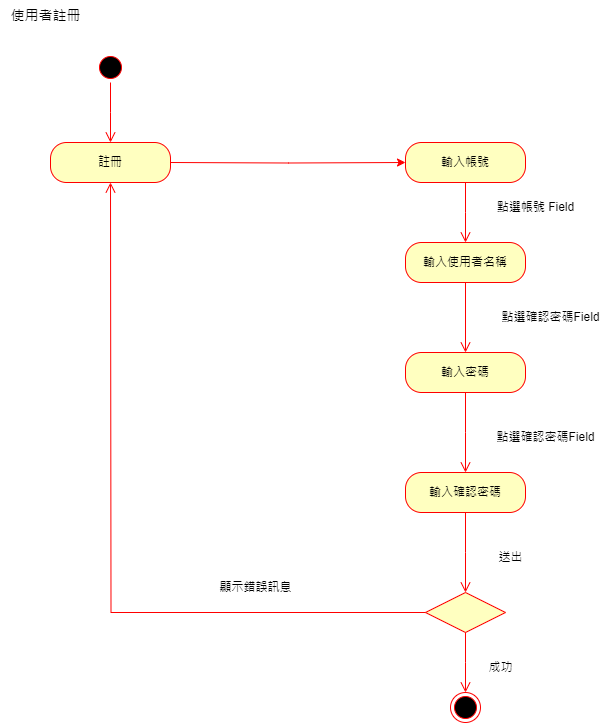 使用者註冊
註冊
輸入帳號
點選帳號 Field
輸入使用者名稱
點選確認密碼Field
輸入密碼
點選確認密碼Field
輸入確認密碼
送出
顯示錯誤訊息
成功